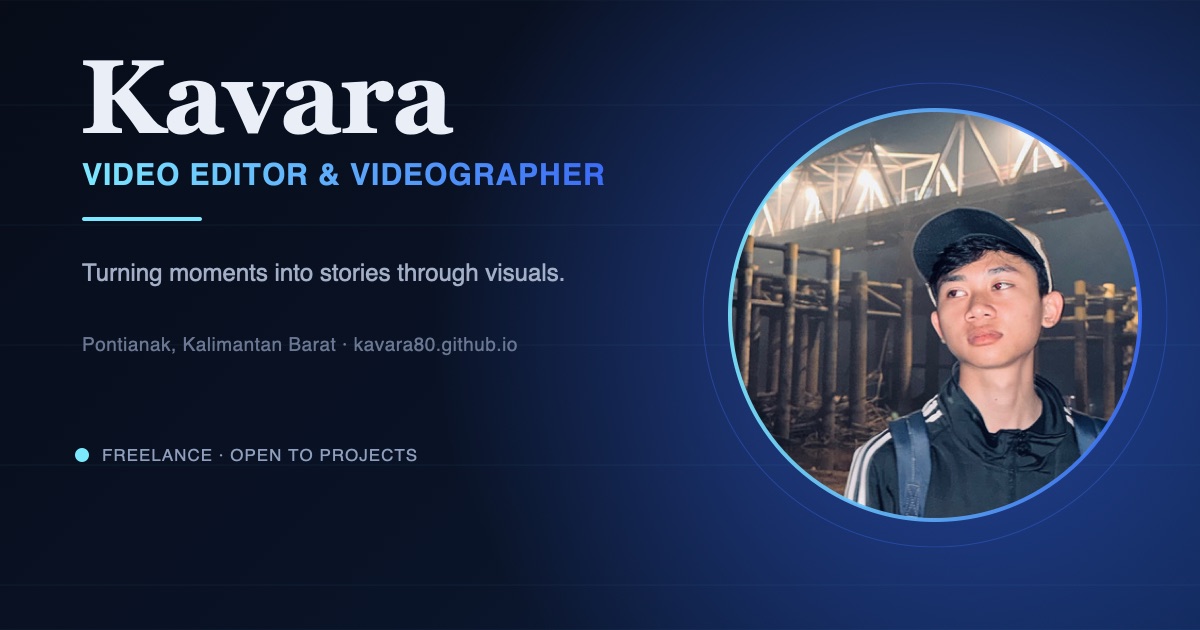 Kavara
VIDEO EDITOR & VIDEOGRAPHER
Turning moments into stories through visuals.
Pontianak, Kalimantan Barat · kavara80.github.io
FREELANCE · OPEN TO PROJECTS